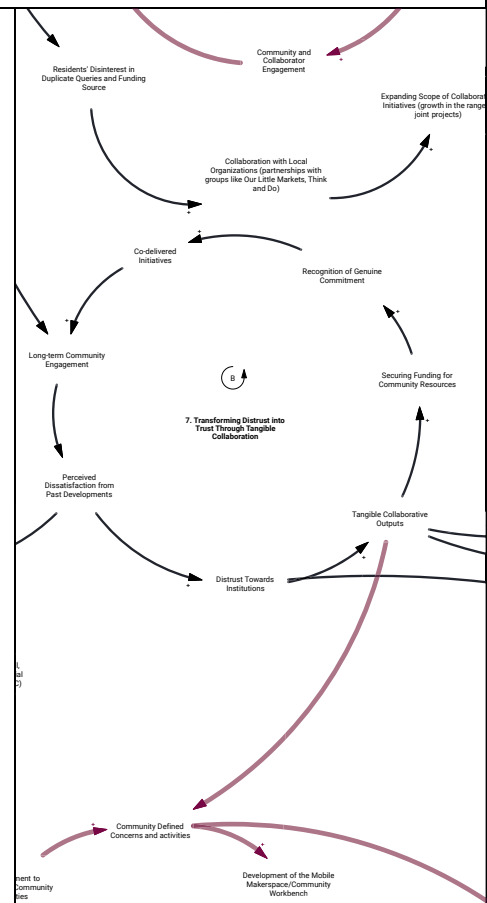 Community and
Collaborator
Engagement
+
Residents' Disinterest in
Duplicate Queries and Funding
Source
Expanding Scope of Collaborat
Initiatives (growth in the range
joint projects)
+
Collaboration with Local
Organizations (partnerships with
groups like Our Little Markets, Think
and Do)
+
+
Co-delivered
Initiatives
Recognition of Genuine
Commitment
+
+
Long-term Community
Engagement
B
Securing Funding for
Community Resources
7. Transforming Distrust into
Trust Through Tangible
Collaboration
+
Perceived
Dissatisfaction from
Past Developments
Tangible Collaborative
Outputs
+
Distrust Towards
Institutions
+
+
Community Defined
Concerns and activities
+
Development of the Mobile
Makerspace/Community
Workbench
nent to
Community
ties